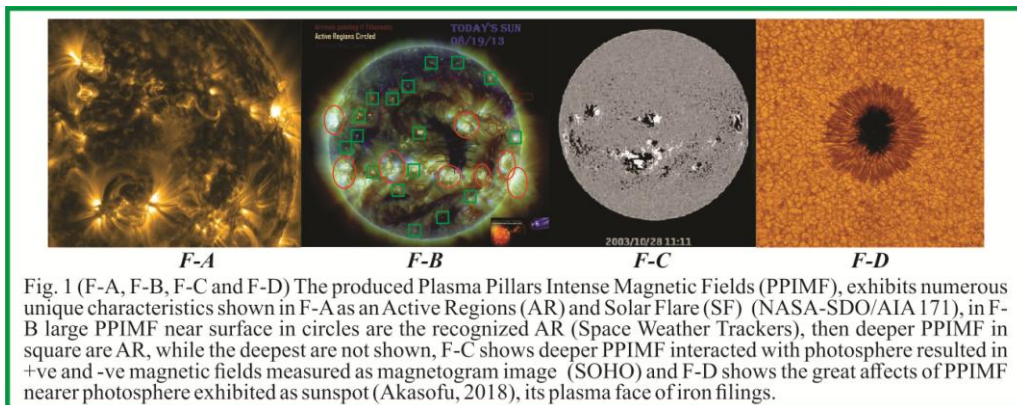 Active Regions Circled
TODAY'S SUN
08/19/13
2003/10/28 11:11
F-A F-B F-C F-D
Fig. 1 (F-A, F-B, F-C and F-D) The produced Plasma Pillars Intense Magnetic Fields (PPIMF), exhibits numerous
unique characteristics shown in F-A as an Active Regions (AR) and Solar Flare (SF) (NASA-SDO/AIA 171), in F-
B large PPIMF near surface in circles are the recognized AR (Space Weather Trackers), then deeper PPIMF in
square are AR, while the deepest are not shown, F-C shows deeper PPIMF interacted with photosphere resulted in
+ve and -ve magnetic fields measured as magnetogram image (SOHO) and F-D shows the great affects of PPIMF
nearer photosphere exhibited as sunspot (Akasofu, 2018), its plasma face of iron filings.